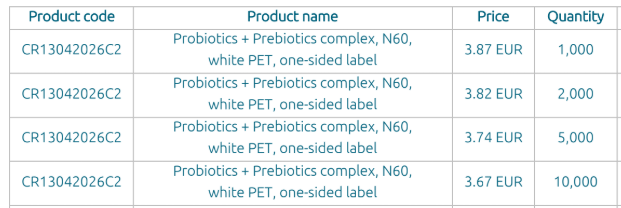 Product code Product name Price Quantity
CR13042026C2 Probiotics + Prebiotics complex, N60, white PET, one-sided label 3.87 EUR 1,000
CR13042026C2 Probiotics + Prebiotics complex, N60, white PET, one-sided label 3.82 EUR 2,000
CR13042026C2 Probiotics + Prebiotics complex, N60, white PET, one-sided label 3.74 EUR 5,000
CR13042026C2 Probiotics + Prebiotics complex, N60, white PET, one-sided label 3.67 EUR 10,000